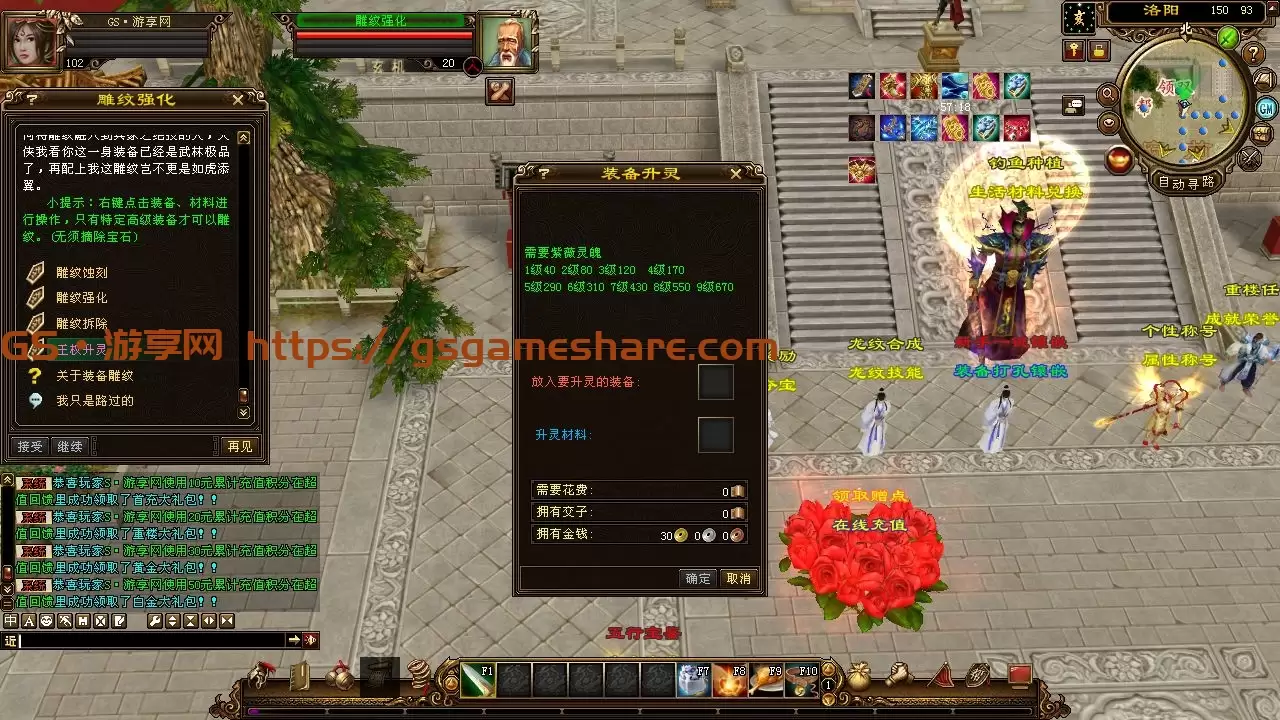 GS·游享网
102
雕纹强化
20
洛阳 150 93
北
自动寻路
GM
57:18
雕纹强化
侠我看你这一身装备已经是武林极品
了，再配上我这雕纹岂不是如虎添
翼。
小提示：右键点击装备、材料进
行操作，只有特定高级装备才可以雕
纹。(无须摘除宝石)
雕纹蚀刻
雕纹强化
雕纹拆除
关于装备雕纹
我只是路过的
接受 继续 再见
GS·游享网 https://gsgameshare.com
装备升灵
需要紫薇灵魄
1级40 2级80 3级120 4级170
5级290 6级310 7级430 8级550 9级670
放入要升灵的装备:
升灵材料:
需要花费: 0
拥有交子: 0
拥有金钱: 30 0 0
确定 取消
钓鱼种植
生活材料兑换
重楼任
成就荣誉
个性称号
属性称号
龙纹合成
龙纹技能
装备打孔镶嵌
领取赠点
在线充值
恭喜玩家S·游享网使用10元累计充值积分在超
值回馈里成功领取了首充大礼包！！
恭喜玩家S·游享网使用20元累计充值积分在超
值回馈里成功领取了重楼大礼包！！
恭喜玩家S·游享网使用30元累计充值积分在超
值回馈里成功领取了黄金大礼包！！
恭喜玩家S·游享网使用50元累计充值积分在超
值回馈里成功领取了白金大礼包！！
近
F1 F7 F8 F9 F10
1